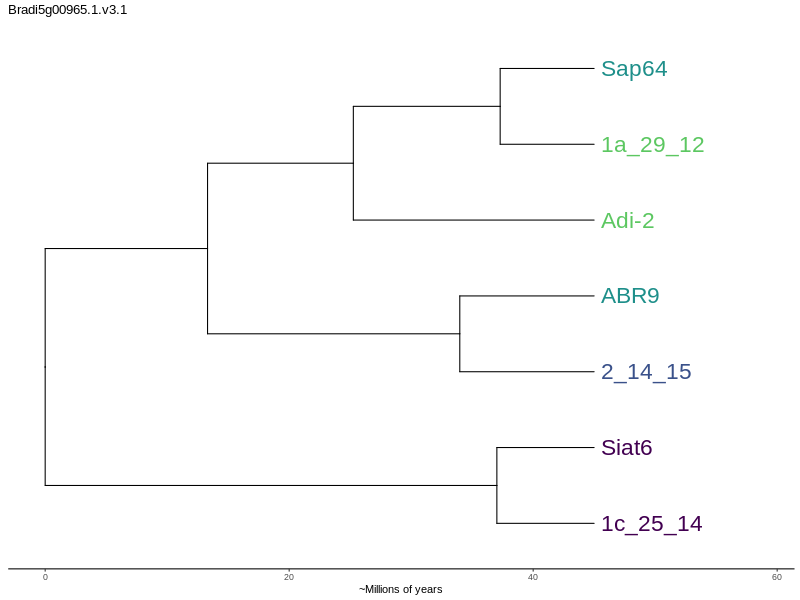 Bradi5g00965.1.v3.1
Sap64
1a_29_12
Adi-2
ABR9
2_14_15
Siat6
1c_25_14
0 20 40 60
~Millions of years